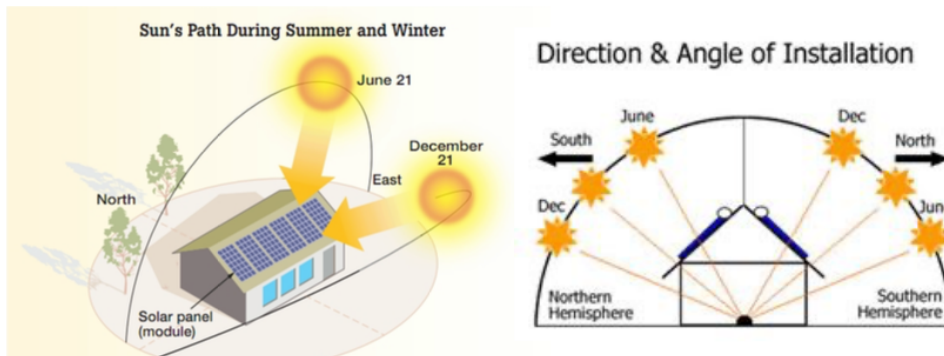 Sun's Path During Summer and Winter
June 21
December
21
East
North
Solar panel
(module)
Direction & Angle of Installation
June
Dec
South
North
Dec
Northern
Hemisphere
Southern
Hemisphere